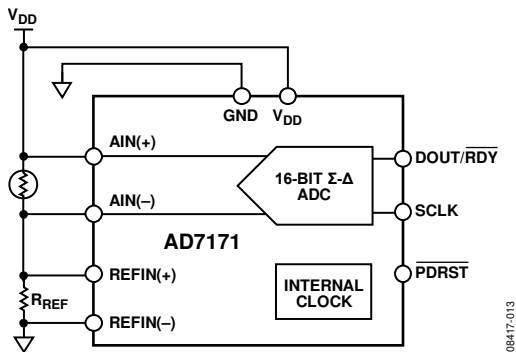 VDD
GND
VDD
AIN(+)
AIN(–)
16-BIT Σ-Δ
ADC
DOUT/RDY
SCLK
AD7171
REFIN(+)
PDRST
INTERNAL
CLOCK
RREF
REFIN(–)
08417-013